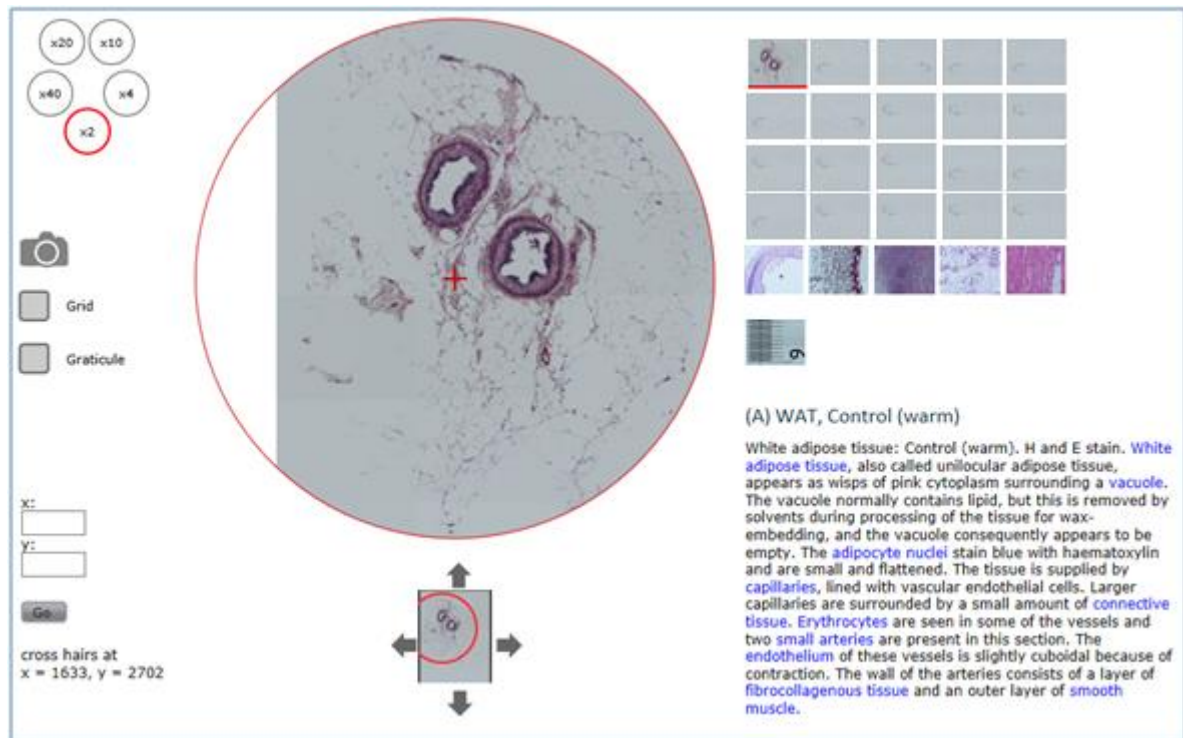 x20
x10
x40
x4
x2
Grid
Graticule
x:
y:
Go
cross hairs at
x = 1633, y = 2702
9
(A) WAT, Control (warm)
White adipose tissue: Control (warm). H and E stain. White
adipose tissue, also called unilocular adipose tissue,
appears as wisps of pink cytoplasm surrounding a vacuole.
The vacuole normally contains lipid, but this is removed by
solvents during processing of the tissue for wax-
embedding, and the vacuole consequently appears to be
empty. The adipocyte nuclei stain blue with haematoxylin
and are small and flattened. The tissue is supplied by
capillaries, lined with vascular endothelial cells. Larger
capillaries are surrounded by a small amount of connective
tissue. Erythrocytes are seen in some of the vessels and
two small arteries are present in this section. The
endothelium of these vessels is slightly cuboidal because of
contraction. The wall of the arteries consists of a layer of
fibrocollagenous tissue and an outer layer of smooth
muscle.